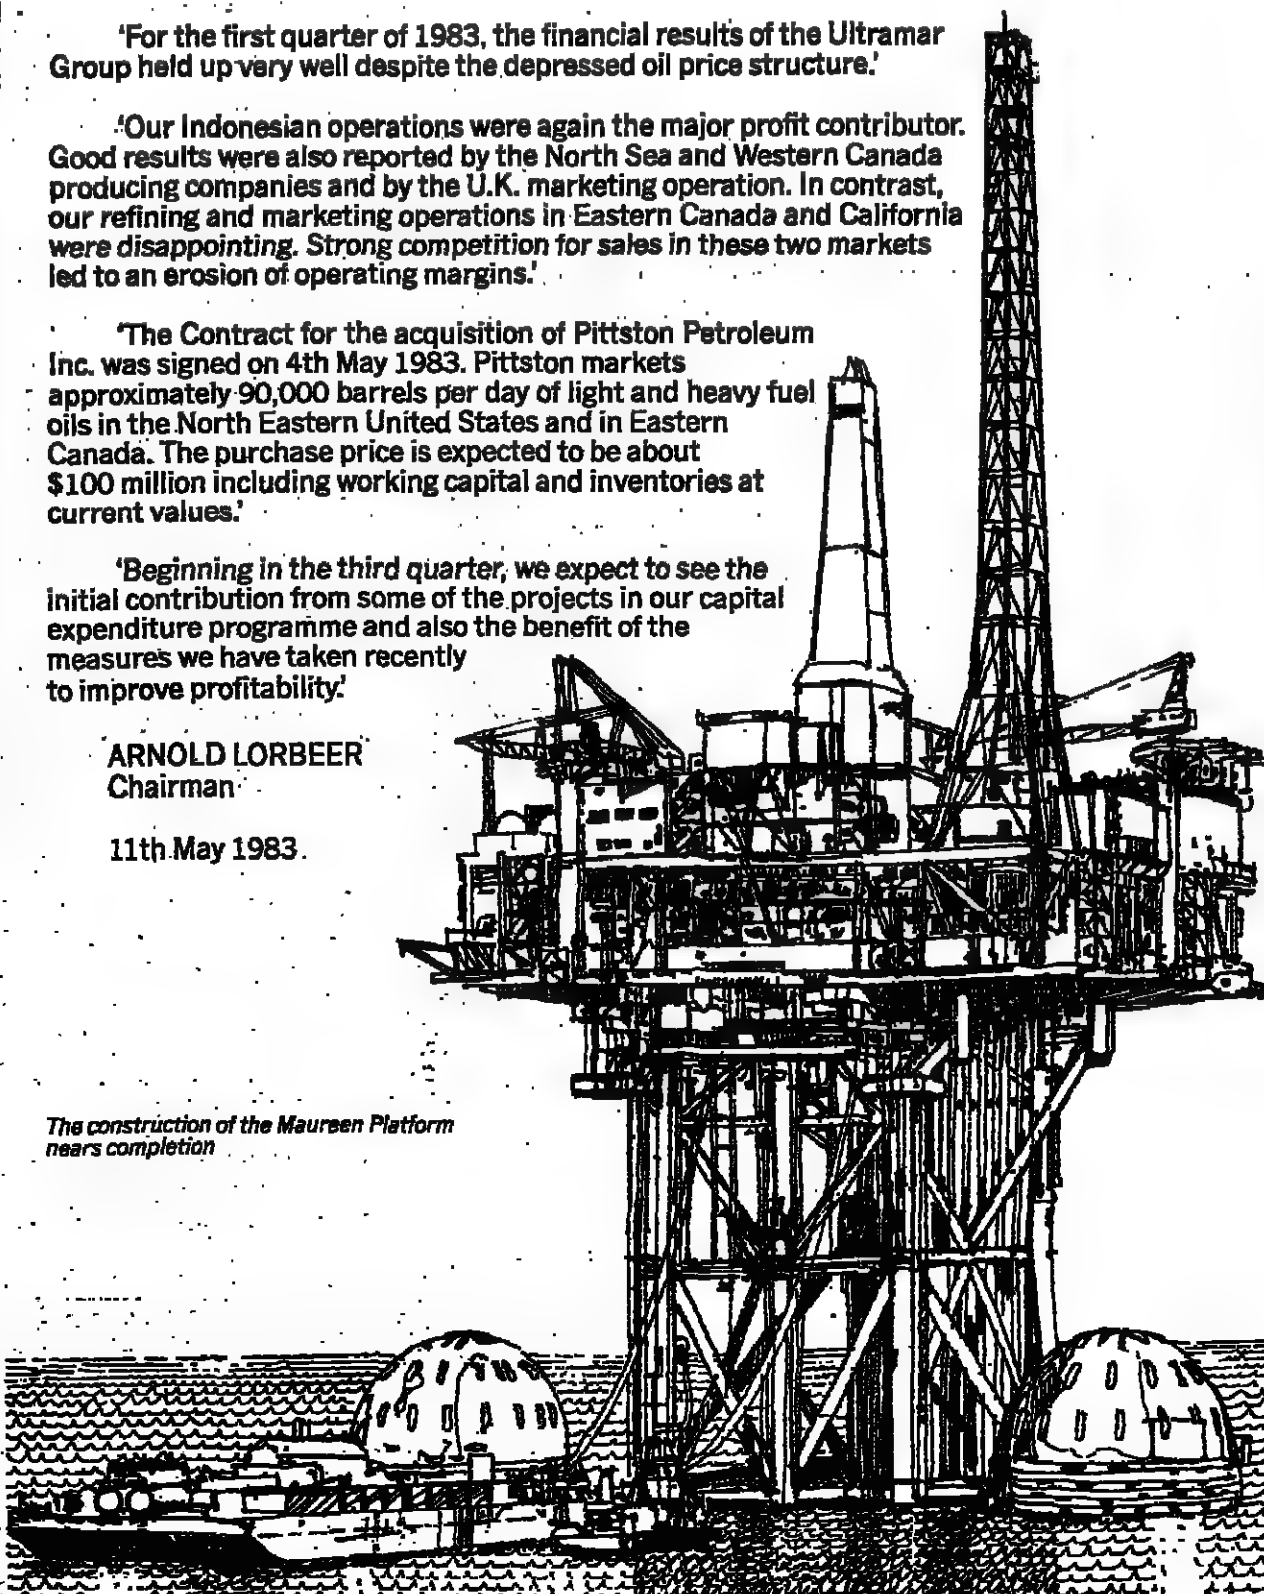 ‘For the first quarter of 1983, the financial results of the Ultramar
Group held up very well despite the depressed oil price structure.’
‘Our Indonesian operations were again the major profit contributor.
Good results were also reported by the North Sea and Western Canada
producing companies and by the U.K. marketing operation. In contrast,
our refining and marketing operations in Eastern Canada and California
were disappointing. Strong competition for sales in these two markets
led to an erosion of operating margins.’
‘The Contract for the acquisition of Pittston Petroleum
Inc. was signed on 4th May 1983. Pittston markets
approximately 90,000 barrels per day of light and heavy fuel
oils in the North Eastern United States and in Eastern
Canada. The purchase price is expected to be about
$100 million including working capital and inventories at
current values.’
‘Beginning in the third quarter, we expect to see the
initial contribution from some of the projects in our capital
expenditure programme and also the benefit of the
measures we have taken recently
to improve profitability.’
ARNOLD LORBEER
Chairman
11th May 1983.
The construction of the Maureen Platform
nears completion